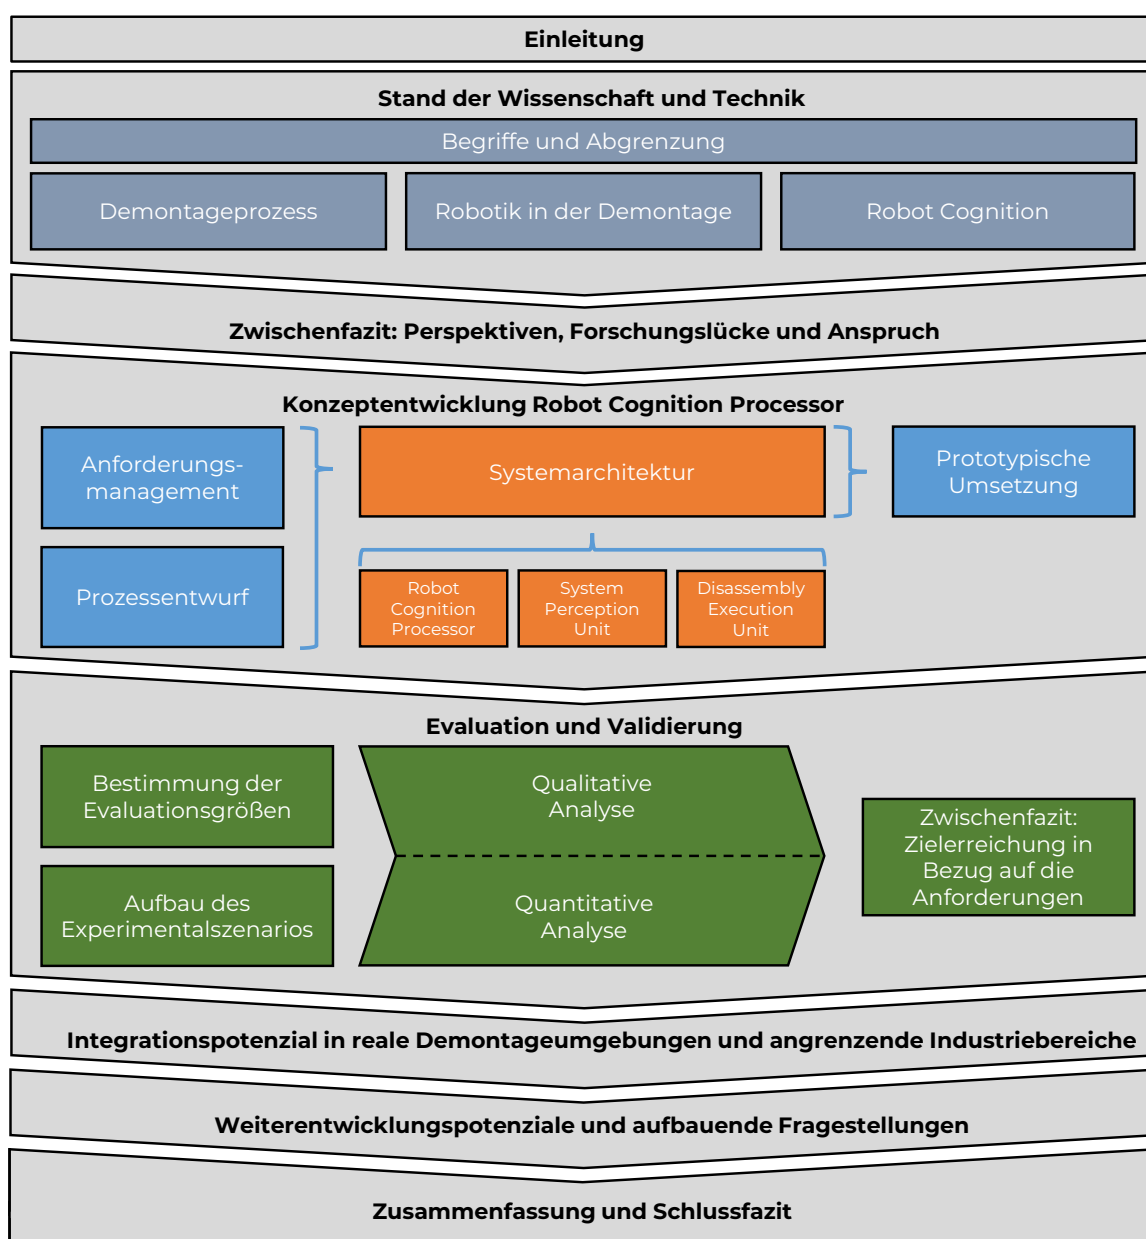 Einleitung
Stand der Wissenschaft und Technik
Begriffe und Abgrenzung
Demontageprozess
Robotik in der Demontage
Robot Cognition
Zwischenfazit: Perspektiven, Forschungslücke und Anspruch
Konzeptentwicklung Robot Cognition Processor
Anforderungs-
management
Prozessentwurf
Systemarchitektur
Robot
Cognition
Processor
System
Perception
Unit
Disassembly
Execution
Unit
Prototypische
Umsetzung
Evaluation und Validierung
Bestimmung der
Evaluationsgrößen
Aufbau des
Experimentalszenarios
Qualitative
Analyse
Quantitative
Analyse
Zwischenfazit:
Zielerreichung in
Bezug auf die
Anforderungen
Integrationspotenzial in reale Demontageumgebungen und angrenzende Industriebereiche
Weiterentwicklungspotenziale und aufbauende Fragestellungen
Zusammenfassung und Schlussfazit